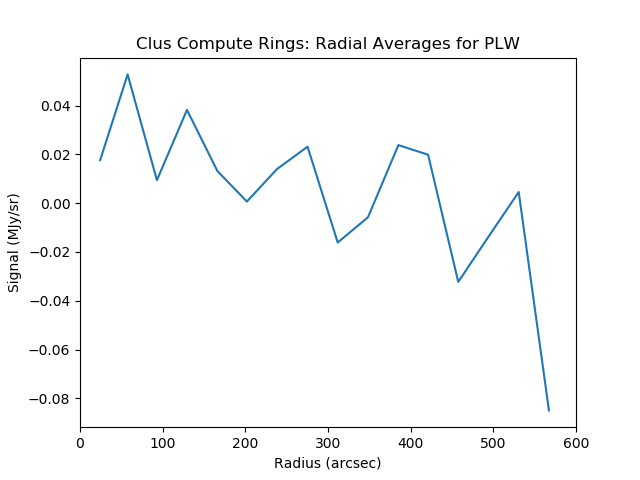 Clus Compute Rings: Radial Averages for PLW
0.04
0.02
0.00
−0.02
−0.04
−0.06
−0.08
Signal (MJy/sr)
0 100 200 300 400 500 600
Radius (arcsec)